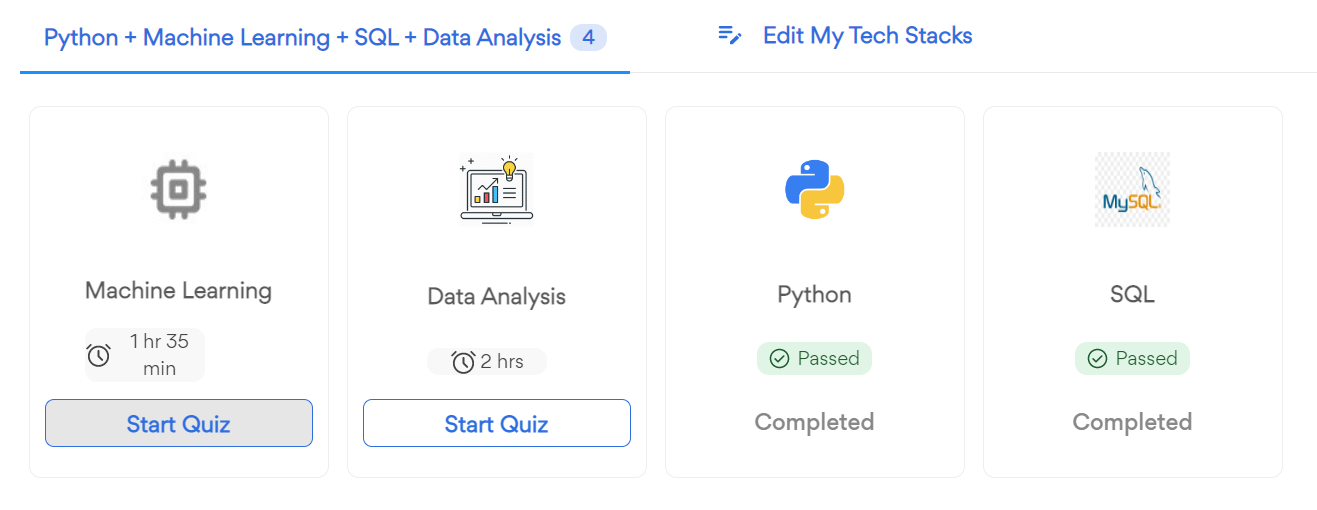 Python + Machine Learning + SQL + Data Analysis 4
Edit My Tech Stacks
Machine Learning
1 hr 35
min
Start Quiz
Data Analysis
2 hrs
Start Quiz
Python
Passed
Completed
MySQL
SQL
Passed
Completed